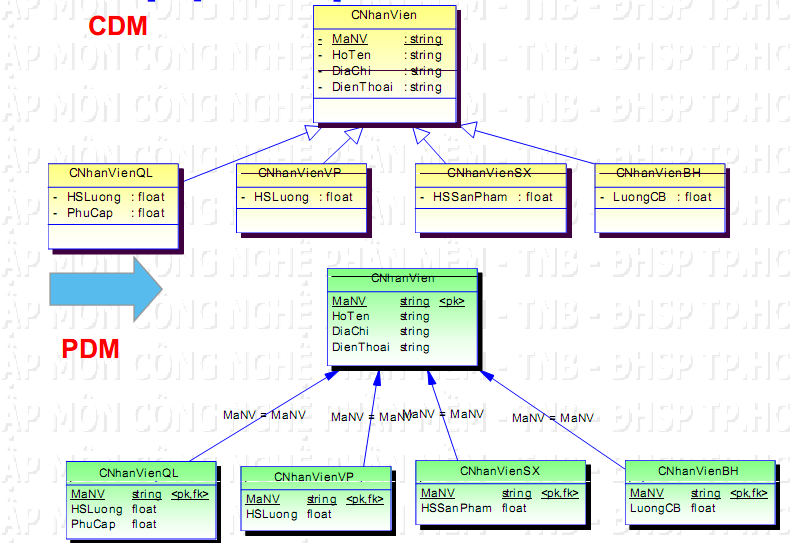 CDM
CNhanVien
- MaNV : string
- HoTen : string
- DiaChi : string
- DienThoai : string
CNhanVienQL
- HSLuong : float
- PhuCap : float
CNhanVienVP
- HSLuong : float
CNhanVienSX
- HSSanPham : float
CNhanVienBH
- LuongCB : float
PDM
CNhanVien
MaNV string <pk>
HoTen string
DiaChi string
DienThoai string
MaNV = MaNV
MaNV = MaNV
MaNV = MaNV
MaNV = MaNV
CNhanVienQL
MaNV string <pk,fk>
HSLuong float
PhuCap float
CNhanVienVP
MaNV string <pk,fk>
HSLuong float
CNhanVienSX
MaNV string <pk,fk>
HSSanPham float
CNhanVienBH
MaNV string <pk,fk>
LuongCB float